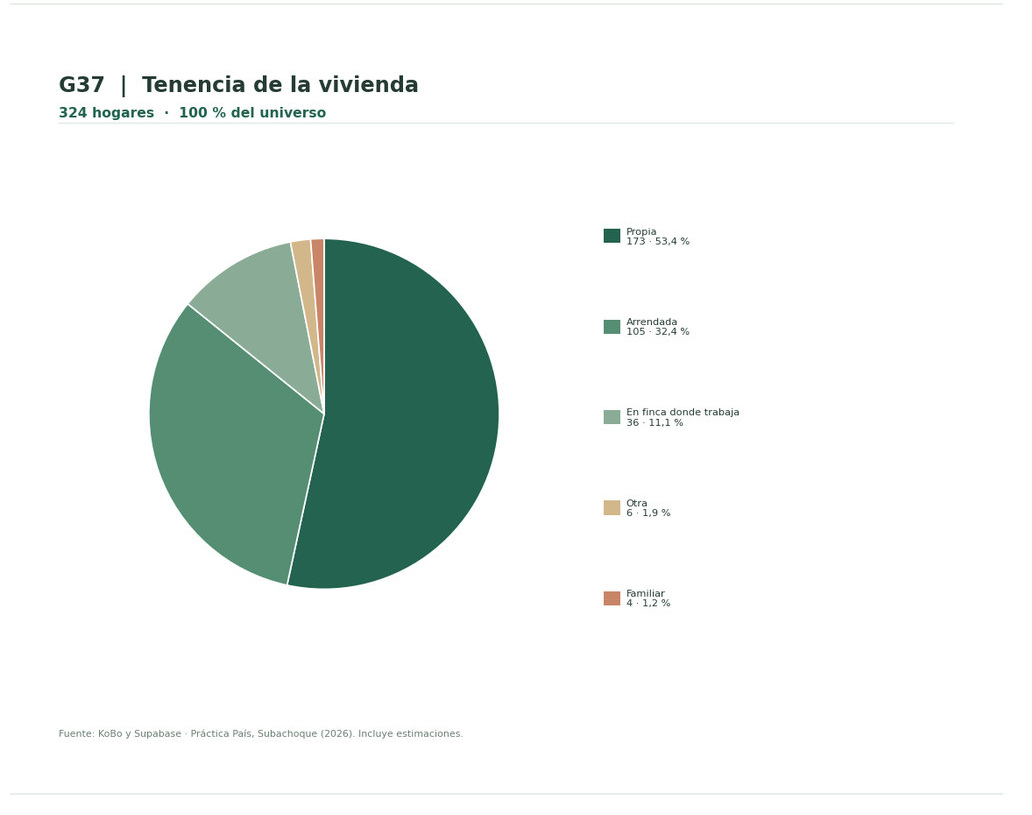 G37 | Tenencia de la vivienda
324 hogares · 100 % del universo
Propia
173 · 53,4 %
Arrendada
105 · 32,4 %
En finca donde trabaja
36 · 11,1 %
Otra
6 · 1,9 %
Familiar
4 · 1,2 %
Fuente: KoBo y Supabase · Práctica País, Subachoque (2026). Incluye estimaciones.